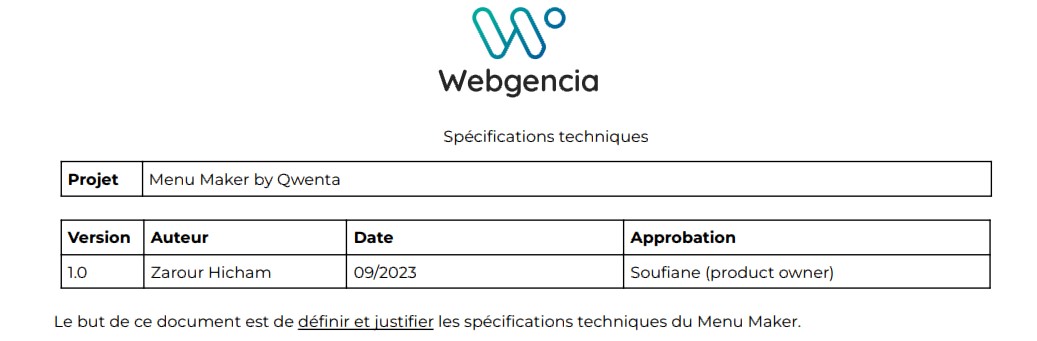 Webgencia
Spécifications techniques
Projet Menu Maker by Qwenta
Version Auteur Date Approbation
1.0 Zarour Hicham 09/2023 Soufiane (product owner)
Le but de ce document est de définir et justifier les spécifications techniques du Menu Maker.